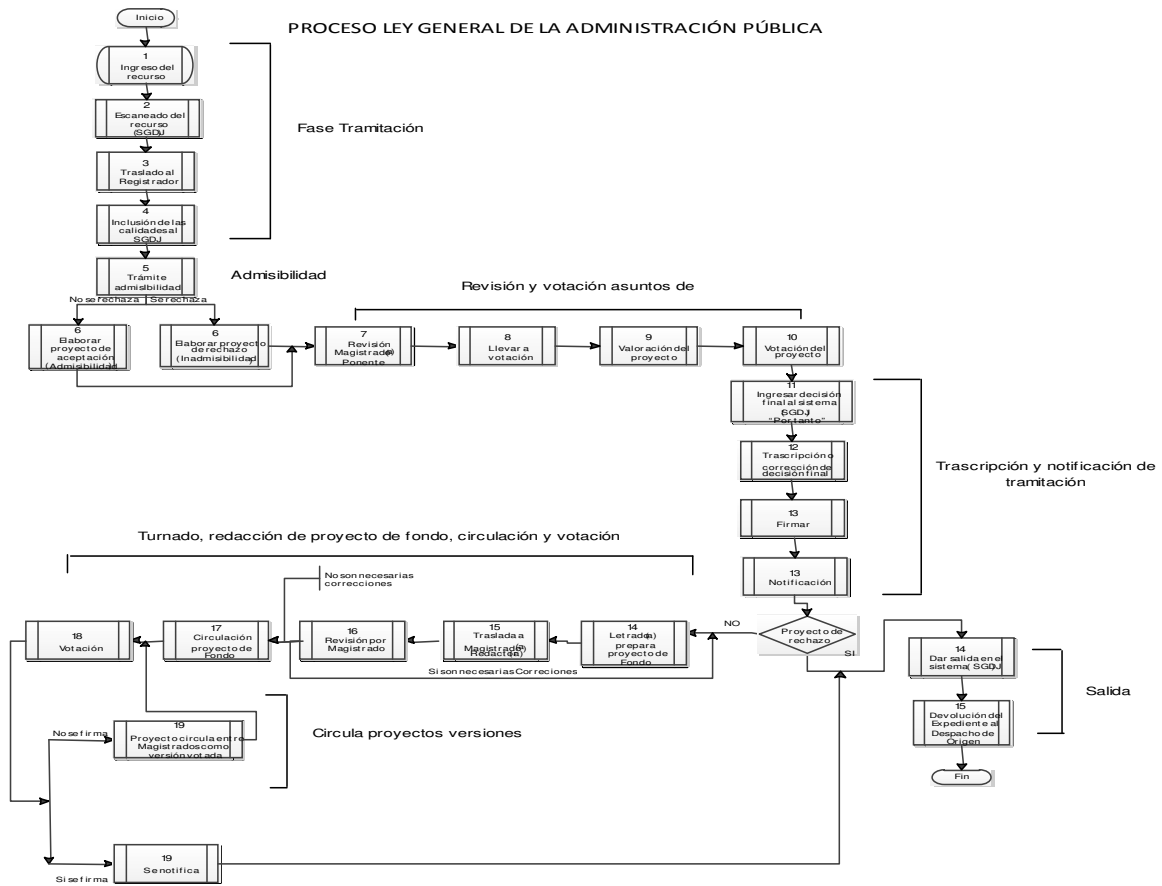 PROCESO LEY GENERAL DE LA ADMINISTRACIÓN PÚBLICA
Inicio
1
Ingreso del
recurso
2
Escaneado del
recurso
(SGDJ)
3
Traslado al
Registrador
4
Inclusión de las
calidades al
SGDJ
Fase Tramitación
5
Trámite
admisibilidad
Admisibilidad
No se rechaza
Se rechaza
6
Elaborar
proyecto de
aceptación
(Admisibilidad)
6
Elaborar proyecto
de rechazo
(Inadmisibilidad)
Revisión y votación asuntos de
7
Revisión
Magistrado(a)
Ponente
8
Llevar a
votación
9
Valoración del
proyecto
10
Votación del
proyecto
11
Ingresar decisión
final al sistema
(SGDJ)
"Por tanto"
12
Trascripción o
corrección de
decisión final
13
Firmar
13
Notificación
Trascripción y notificación de
tramitación
Turnado, redacción de proyecto de fondo, circulación y votación
No son necesarias
correcciones
18
Votación
17
Circulación
proyecto de
Fondo
16
Revisión por
Magistrado
15
Traslada a
Magistrado(a)
Redactor(a)
14
Letrado(a)
prepara
proyecto de
Fondo
NO
Proyecto de
rechazo
SI
Si son necesarias Correciones
14
Dar salida en el
sistema( SGDJ)
15
Devolución del
Expediente al
Despacho de
Origen
Salida
Fin
No se firma
19
Proyecto circula entre
Magistrados como
versión votada
Circula proyectos versiones
19
Se notifica
Si se firma